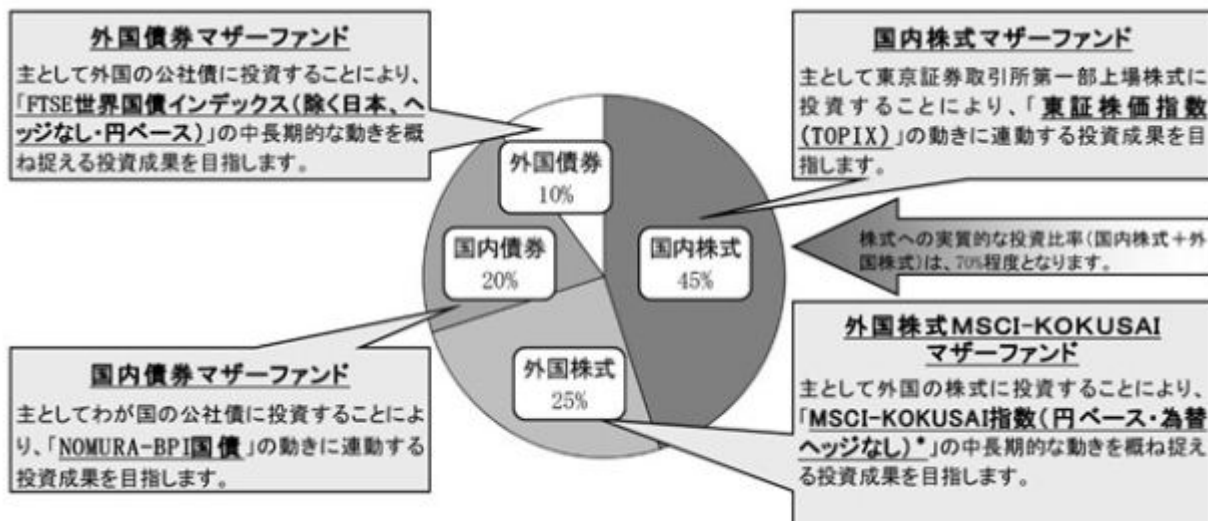 外国債券マザーファンド
主として外国の公社債に投資することにより、
「FTSE世界国債インデックス(除く日本、ヘ
ッジなし・円ベース)」の中長期的な動きを概
ね捉える投資成果を目指します。
国内株式マザーファンド
主として東京証券取引所第一部上場株式に
投資することにより、「東証株価指数
(TOPIX)」の動きに連動する投資成果を目
指します。
外国債券
10%
国内債券
20%
国内株式
45%
株式への実質的な投資比率(国内株式+外
国株式)は、70%程度となります。
外国株式
25%
国内債券マザーファンド
主としてわが国の公社債に投資することによ
り、「NOMURA-BPI国債」の動きに連動する
投資成果を目指します。
外国株式MSCI-KOKUSAI
マザーファンド
主として外国の株式に投資することにより、
「MSCI-KOKUSAI指数(円ベース・為替
ヘッジなし)*」の中長期的な動きを概ね捉え
る投資成果を目指します。